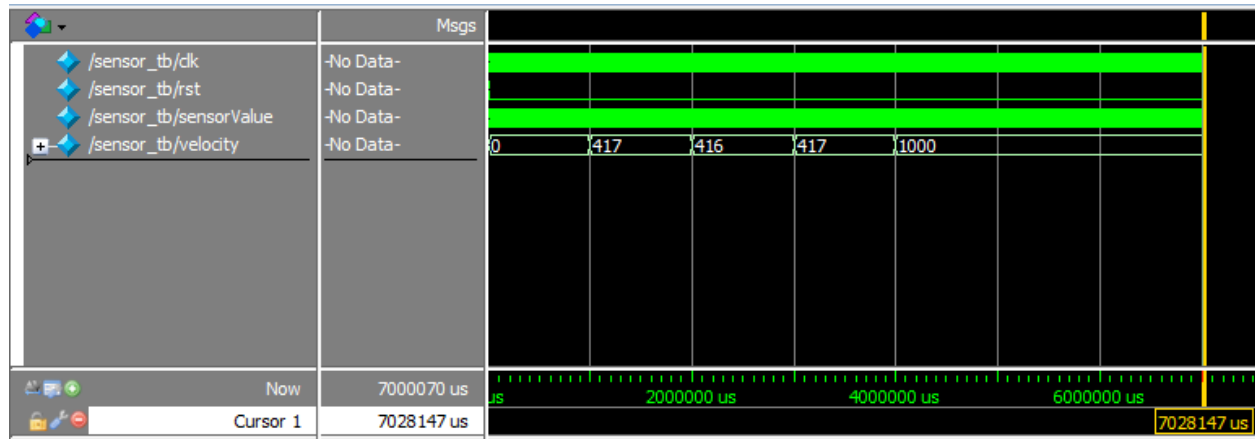 Msgs
/sensor_tb/clk -No Data-
/sensor_tb/rst -No Data-
/sensor_tb/sensorValue -No Data-
/sensor_tb/velocity -No Data- 0 417 416 417 1000
Now 7000070 us us 2000000 us 4000000 us 6000000 us
Cursor 1 7028147 us 7028147 us